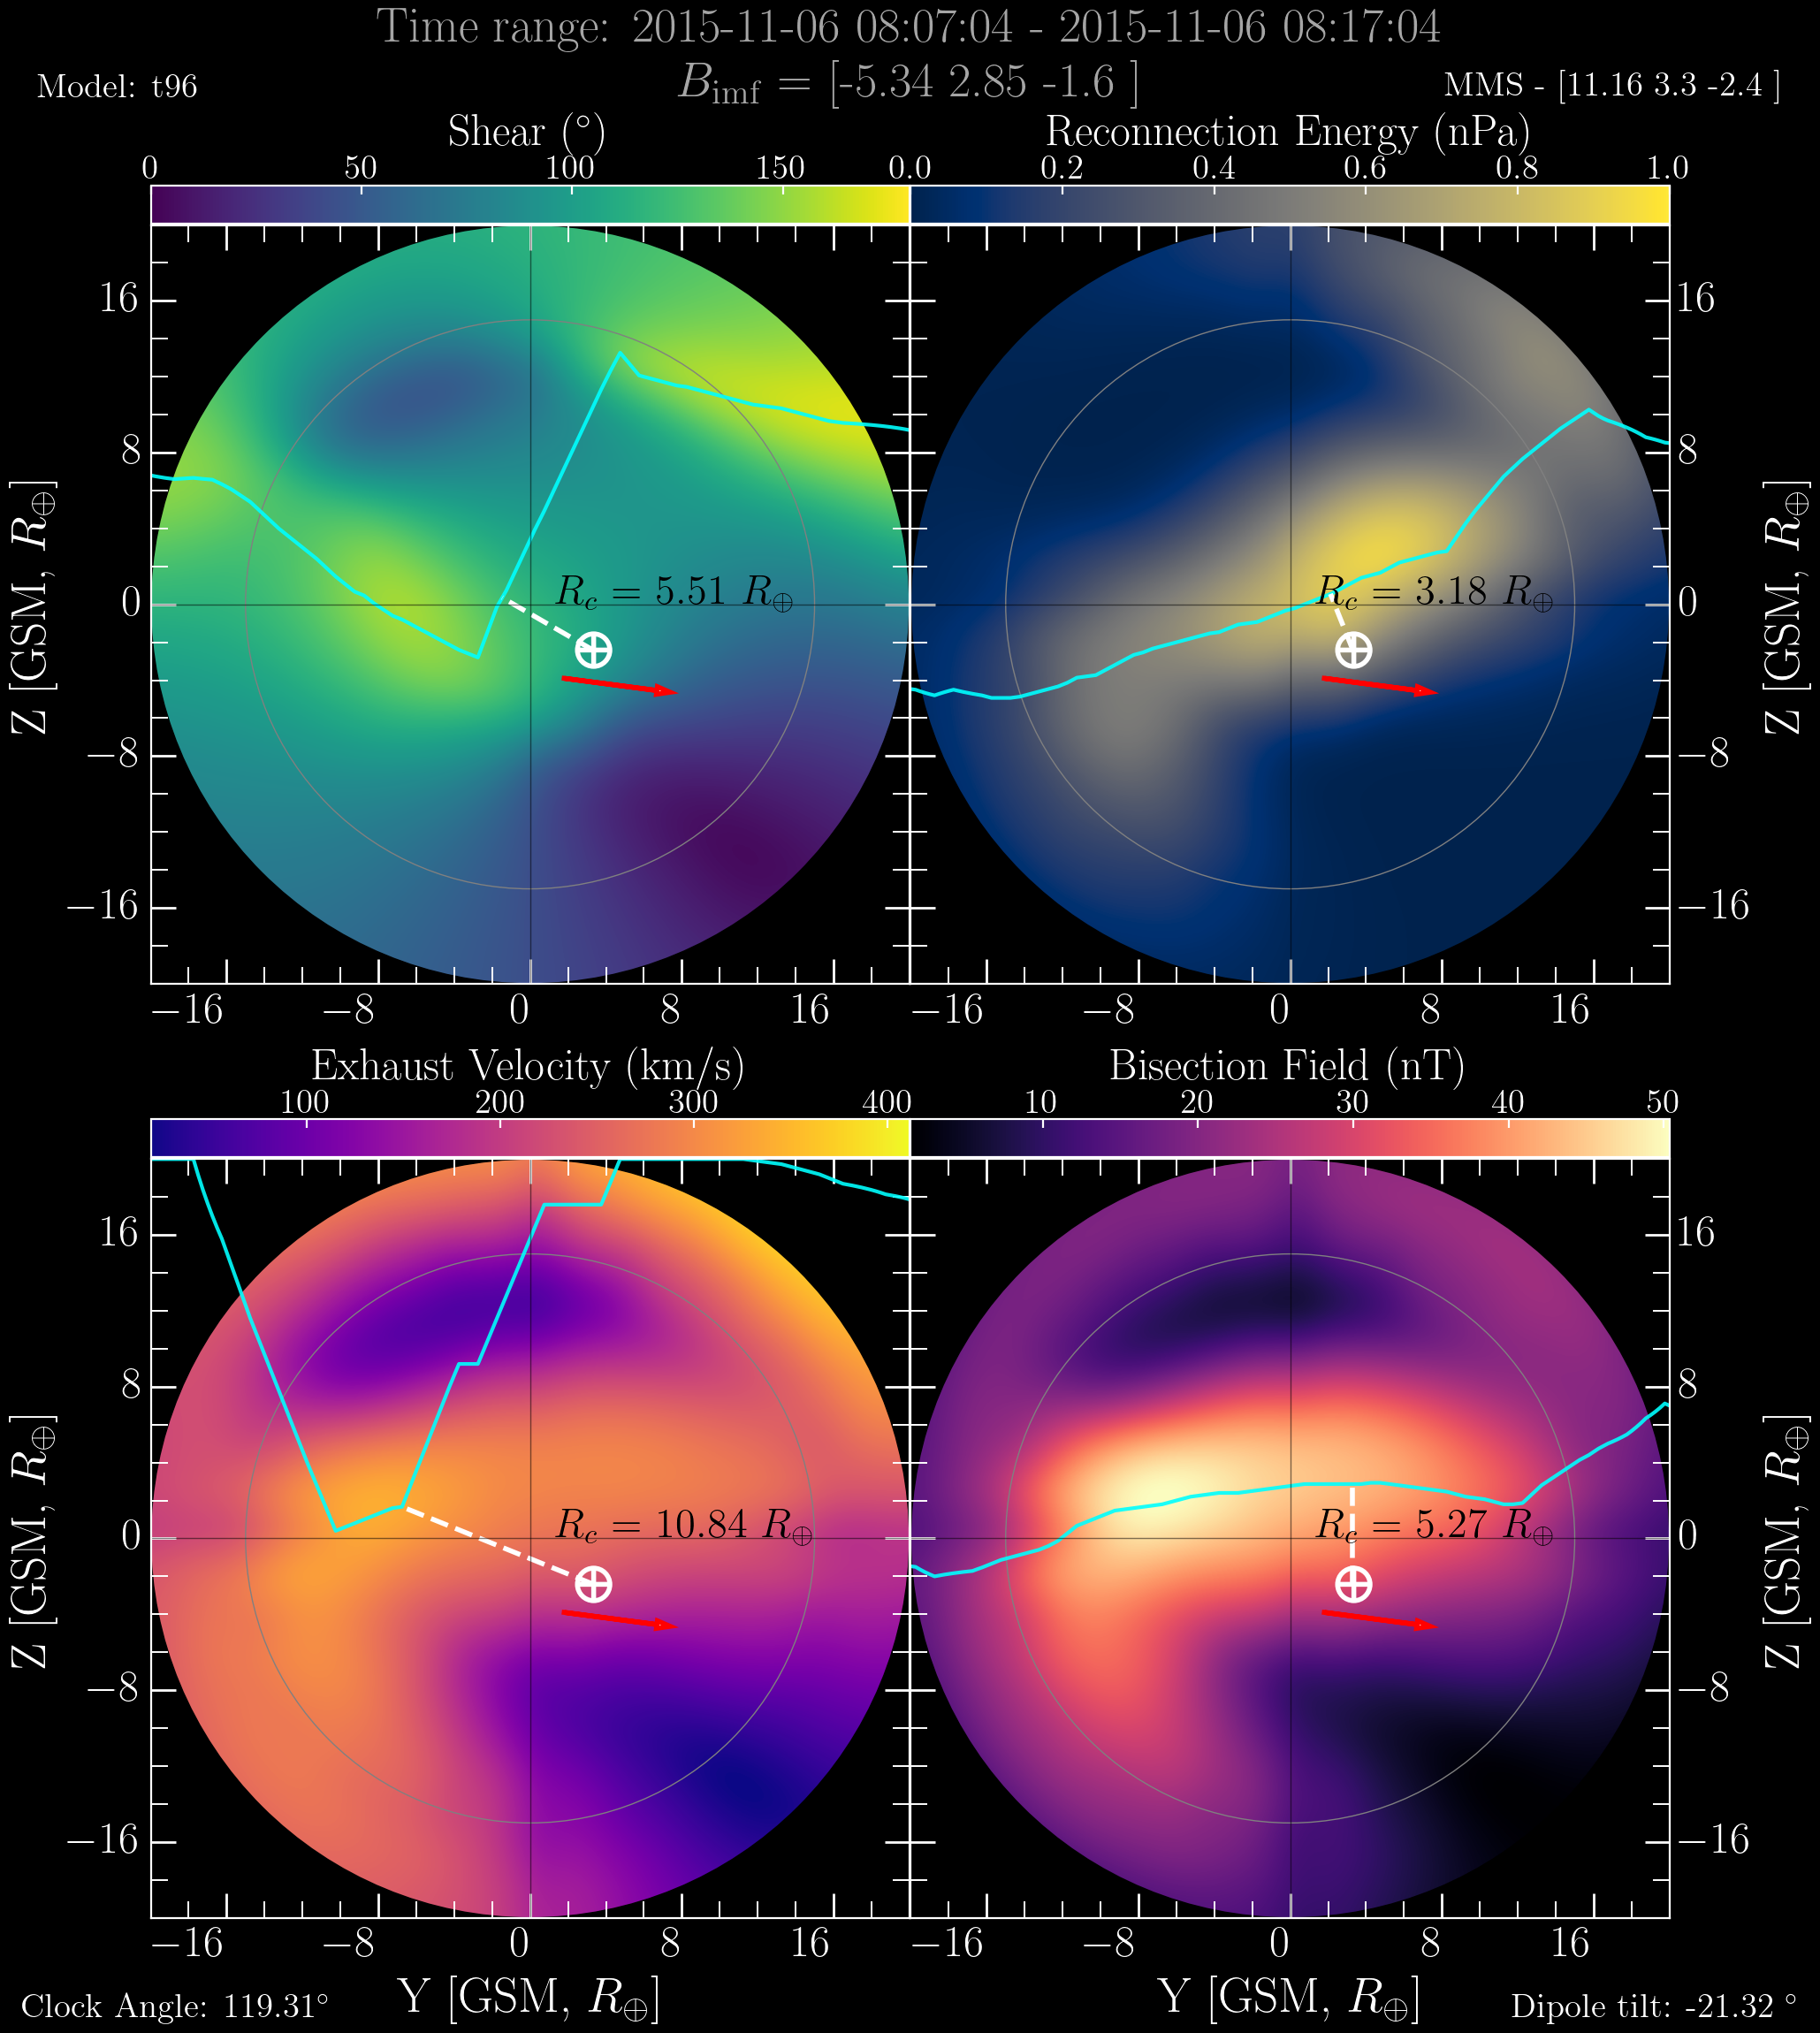 Time range: 2015-11-06 08:07:04 - 2015-11-06 08:17:04
Model: t96
B_imf = [-5.34 2.85 -1.6 ]
MMS - [11.16 3.3 -2.4 ]
Shear (°)
Reconnection Energy (nPa)
0 50 100 150
0.0 0.2 0.4 0.6 0.8 1.0
Z [GSM, R⊕]
16
8
0
−8
−16
R_c = 5.51 R⊕
−16 −8 0 8 16
R_c = 3.18 R⊕
16
8
0
−8
−16
Z [GSM, R⊕]
−16 −8 0 8 16
Exhaust Velocity (km/s)
Bisection Field (nT)
100 200 300 400
10 20 30 40 50
Z [GSM, R⊕]
16
8
0
−8
−16
R_c = 10.84 R⊕
−16 −8 0 8 16
R_c = 5.27 R⊕
16
8
0
−8
−16
Z [GSM, R⊕]
−16 −8 0 8 16
Y [GSM, R⊕]
Y [GSM, R⊕]
Clock Angle: 119.31°
Dipole tilt: -21.32 °